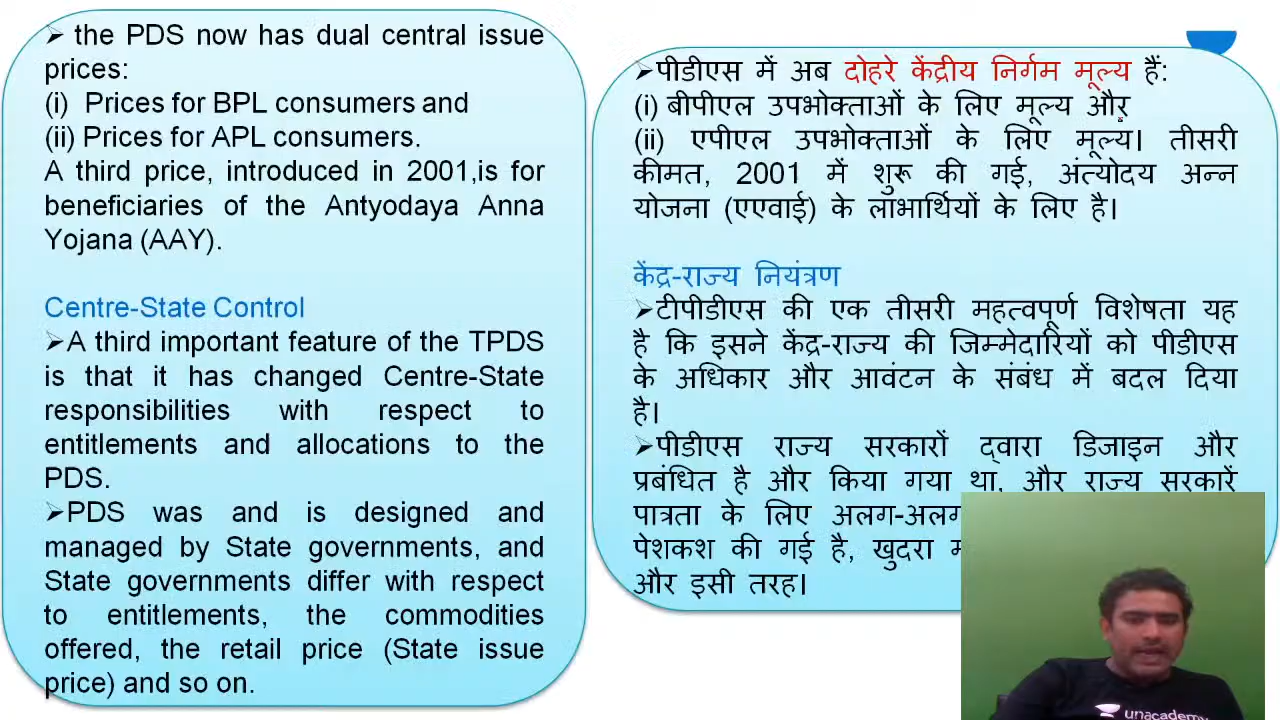 ➢ the PDS now has dual central issue
prices:
(i) Prices for BPL consumers and
(ii) Prices for APL consumers.
A third price, introduced in 2001,is for
beneficiaries of the Antyodaya Anna
Yojana (AAY).
Centre-State Control
➢A third important feature of the TPDS
is that it has changed Centre-State
responsibilities with respect to
entitlements and allocations to the
PDS.
➢PDS was and is designed and
managed by State governments, and
State governments differ with respect
to entitlements, the commodities
offered, the retail price (State issue
price) and so on.
➢पीडीएस में अब दोहरे केंद्रीय निर्गम मूल्य हैं:
(i) बीपीएल उपभोक्ताओं के लिए मूल्य और
(ii) एपीएल उपभोक्ताओं के लिए मूल्य। तीसरी
कीमत, 2001 में शुरू की गई, अंत्योदय अन्न
योजना (एएवाई) के लाभार्थियों के लिए है।
केंद्र-राज्य नियंत्रण
➢टीपीडीएस की एक तीसरी महत्वपूर्ण विशेषता यह
है कि इसने केंद्र-राज्य की जिम्मेदारियों को पीडीएस
के अधिकार और आवंटन के संबंध में बदल दिया
है।
➢पीडीएस राज्य सरकारों द्वारा डिजाइन और
प्रबंधित है और किया गया था, और राज्य सरकारें
पात्रता के लिए
पेशकश की गई है, खुदरा
और इसी तरह।
unacademy